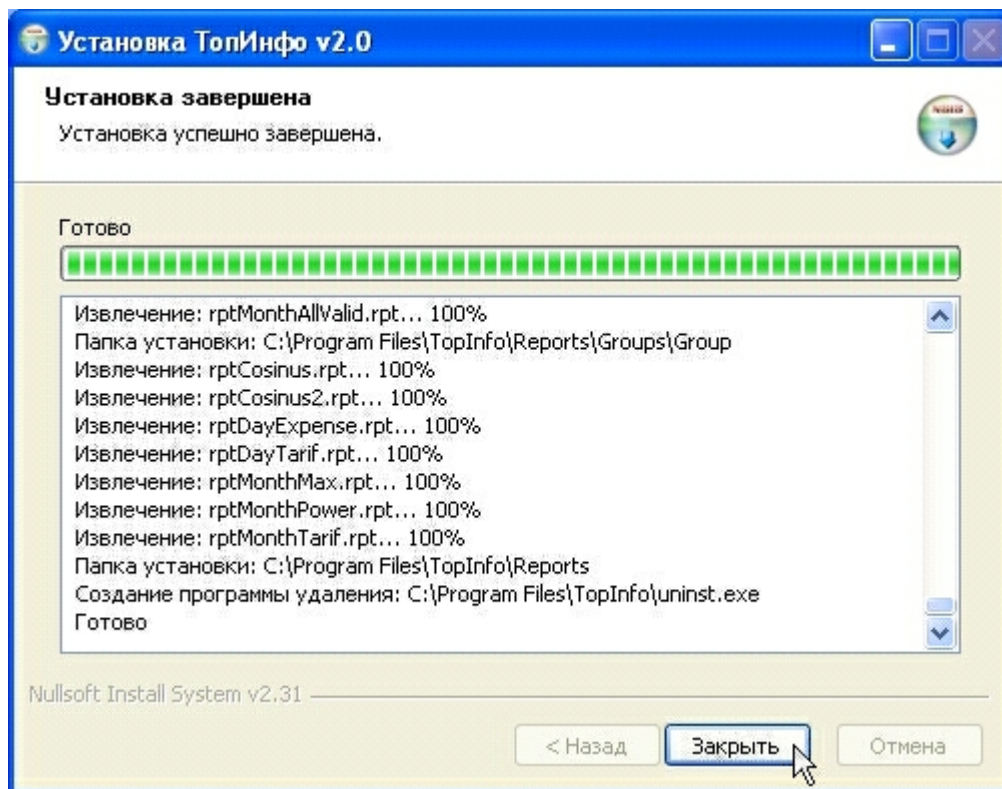 Установка ТопИнфо v2.0
Установка завершена
Установка успешно завершена.
Готово
Извлечение: rptMonthAllValid.rpt... 100%
Папка установки: C:\Program Files\TopInfo\Reports\Groups\Group
Извлечение: rptCosinus.rpt... 100%
Извлечение: rptCosinus2.rpt... 100%
Извлечение: rptDayExpense.rpt... 100%
Извлечение: rptDayTarif.rpt... 100%
Извлечение: rptMonthMax.rpt... 100%
Извлечение: rptMonthPower.rpt... 100%
Извлечение: rptMonthTarif.rpt... 100%
Папка установки: C:\Program Files\TopInfo\Reports
Создание программы удаления: C:\Program Files\TopInfo\uninst.exe
Готово
Nullsoft Install System v2.31
< Назад Закрыть Отмена